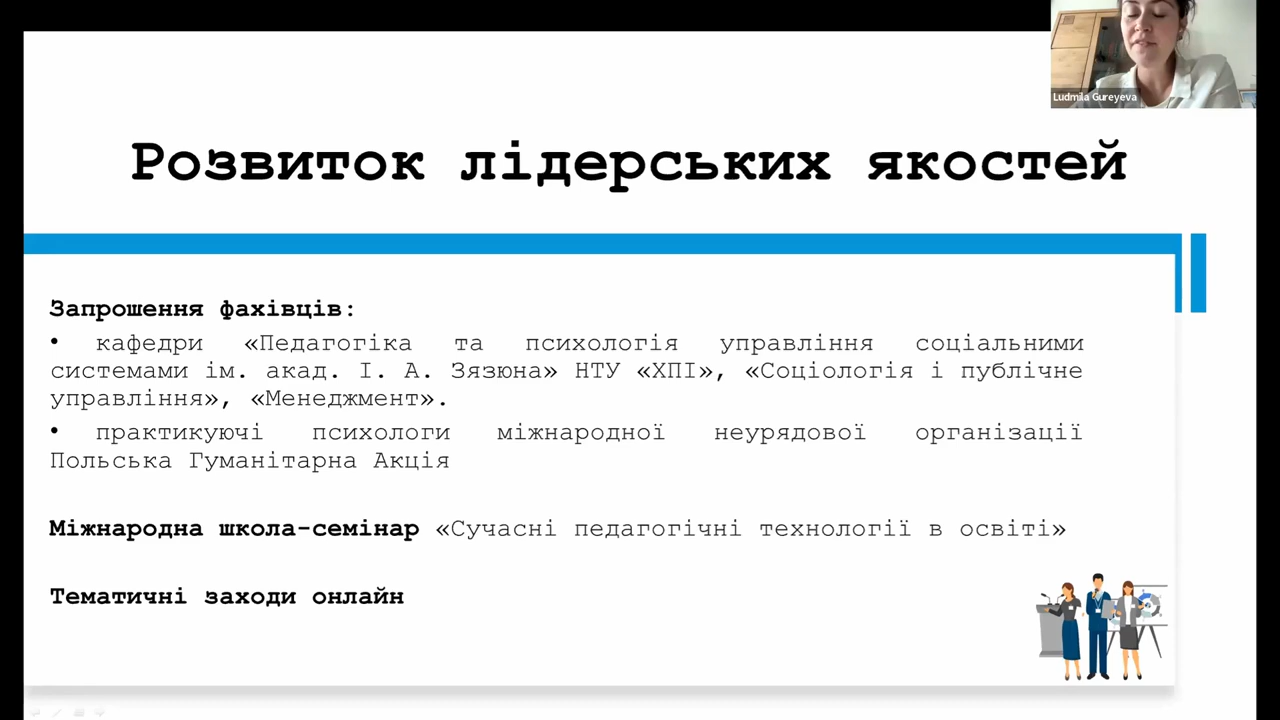 Ludmila Gureyeva
Розвиток лідерських якостей
Запрошення фахівців:
• кафедри «Педагогіка та психологія управління соціальними
системами ім. акад. І. А. Зязюна» НТУ «ХПІ», «Соціологія і публічне
управління», «Менеджмент».
• практикуючі психологи міжнародної неурядової організації
Польська Гуманітарна Акція
Міжнародна школа-семінар «Сучасні педагогічні технології в освіті»
Тематичні заходи онлайн